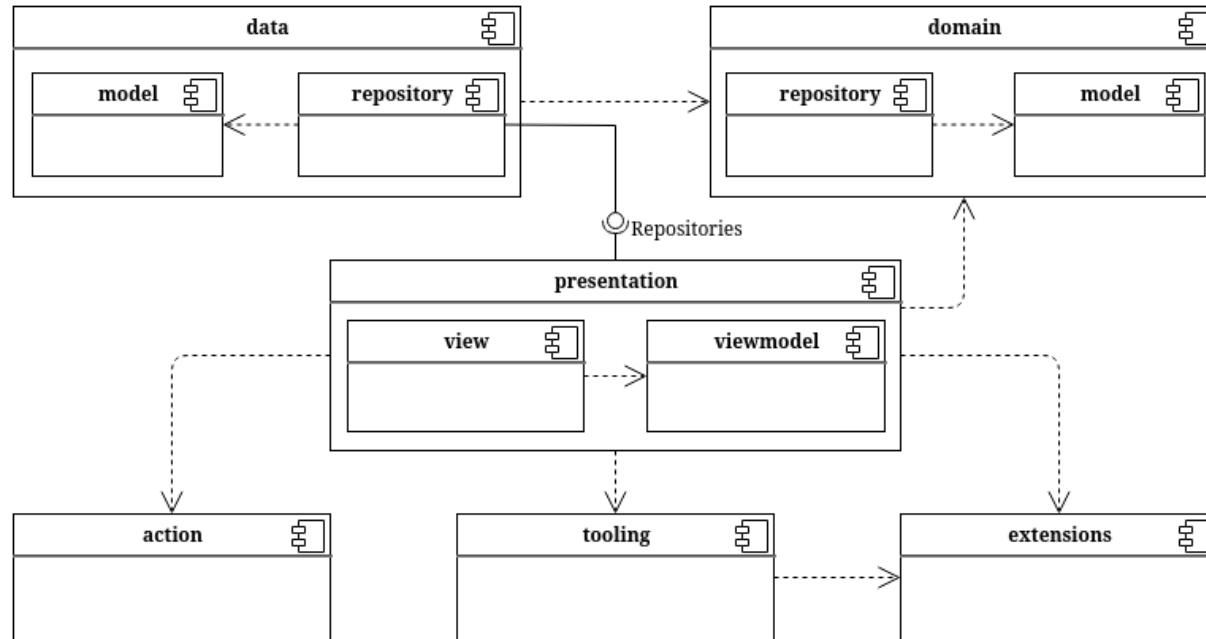 data
domain
model
repository
repository
model
Repositories
presentation
view
viewmodel
action
tooling
extensions